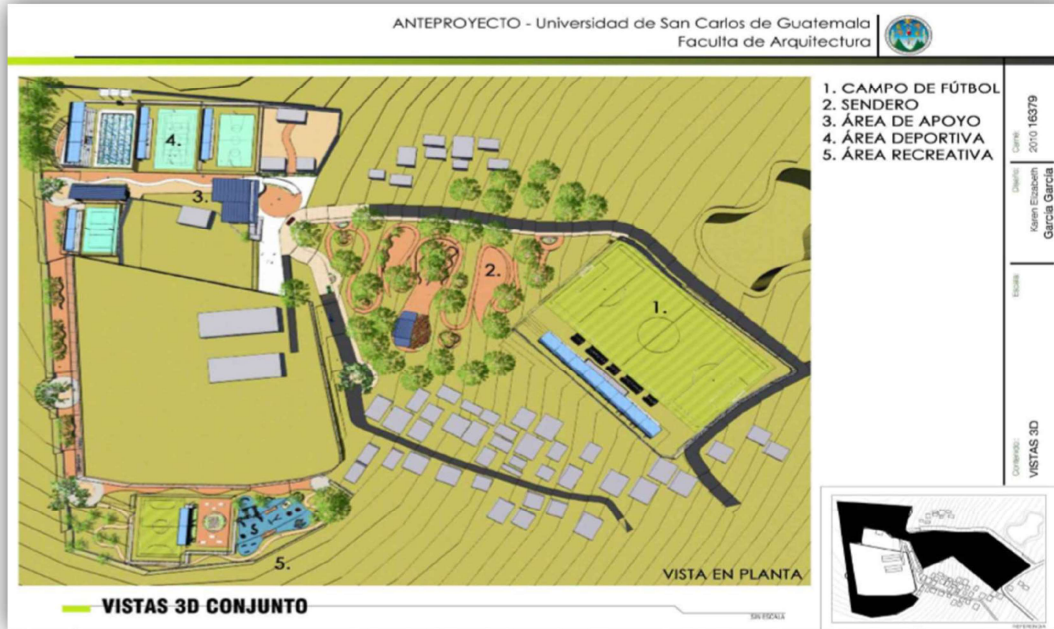 ANTEPROYECTO - Universidad de San Carlos de Guatemala
Faculta de Arquitectura
1. CAMPO DE FÚTBOL
2. SENDERO
3. ÁREA DE APOYO
4. ÁREA DEPORTIVA
5. ÁREA RECREATIVA
4.
3.
2.
1.
5.
VISTA EN PLANTA
VISTAS 3D CONJUNTO
SIN ESCALA
Carné:
2010 16379
Diseño:
Karen Elizabeth
García García
Escala:
Contenido:
VISTAS 3D
REFERENCIA